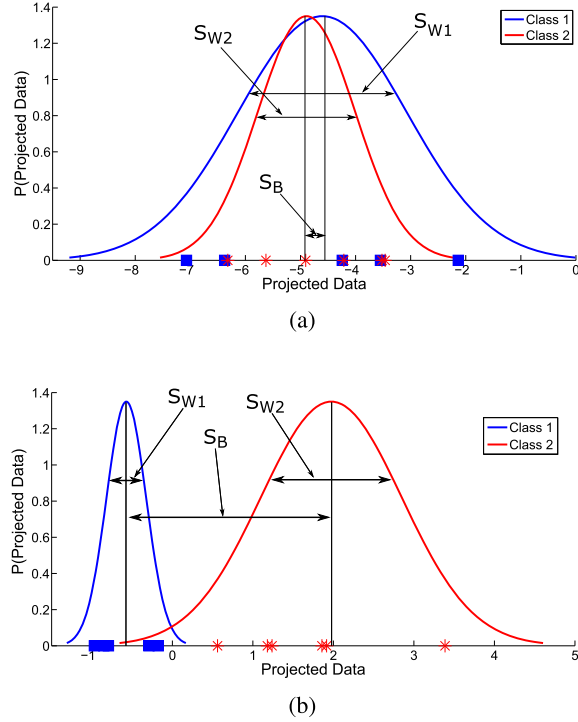 1.4
1.2
1
0.8
0.6
0.4
0.2
0
P(Projected Data)
S_W2
S_W1
S_B
Class 1
Class 2
-9 -8 -7 -6 -5 -4 -3 -2 -1 0
Projected Data
(a)
1.4
1.2
1
0.8
0.6
0.4
0.2
0
P(Projected Data)
S_W1
S_W2
S_B
Class 1
Class 2
-1 0 1 2 3 4 5
Projected Data
(b)